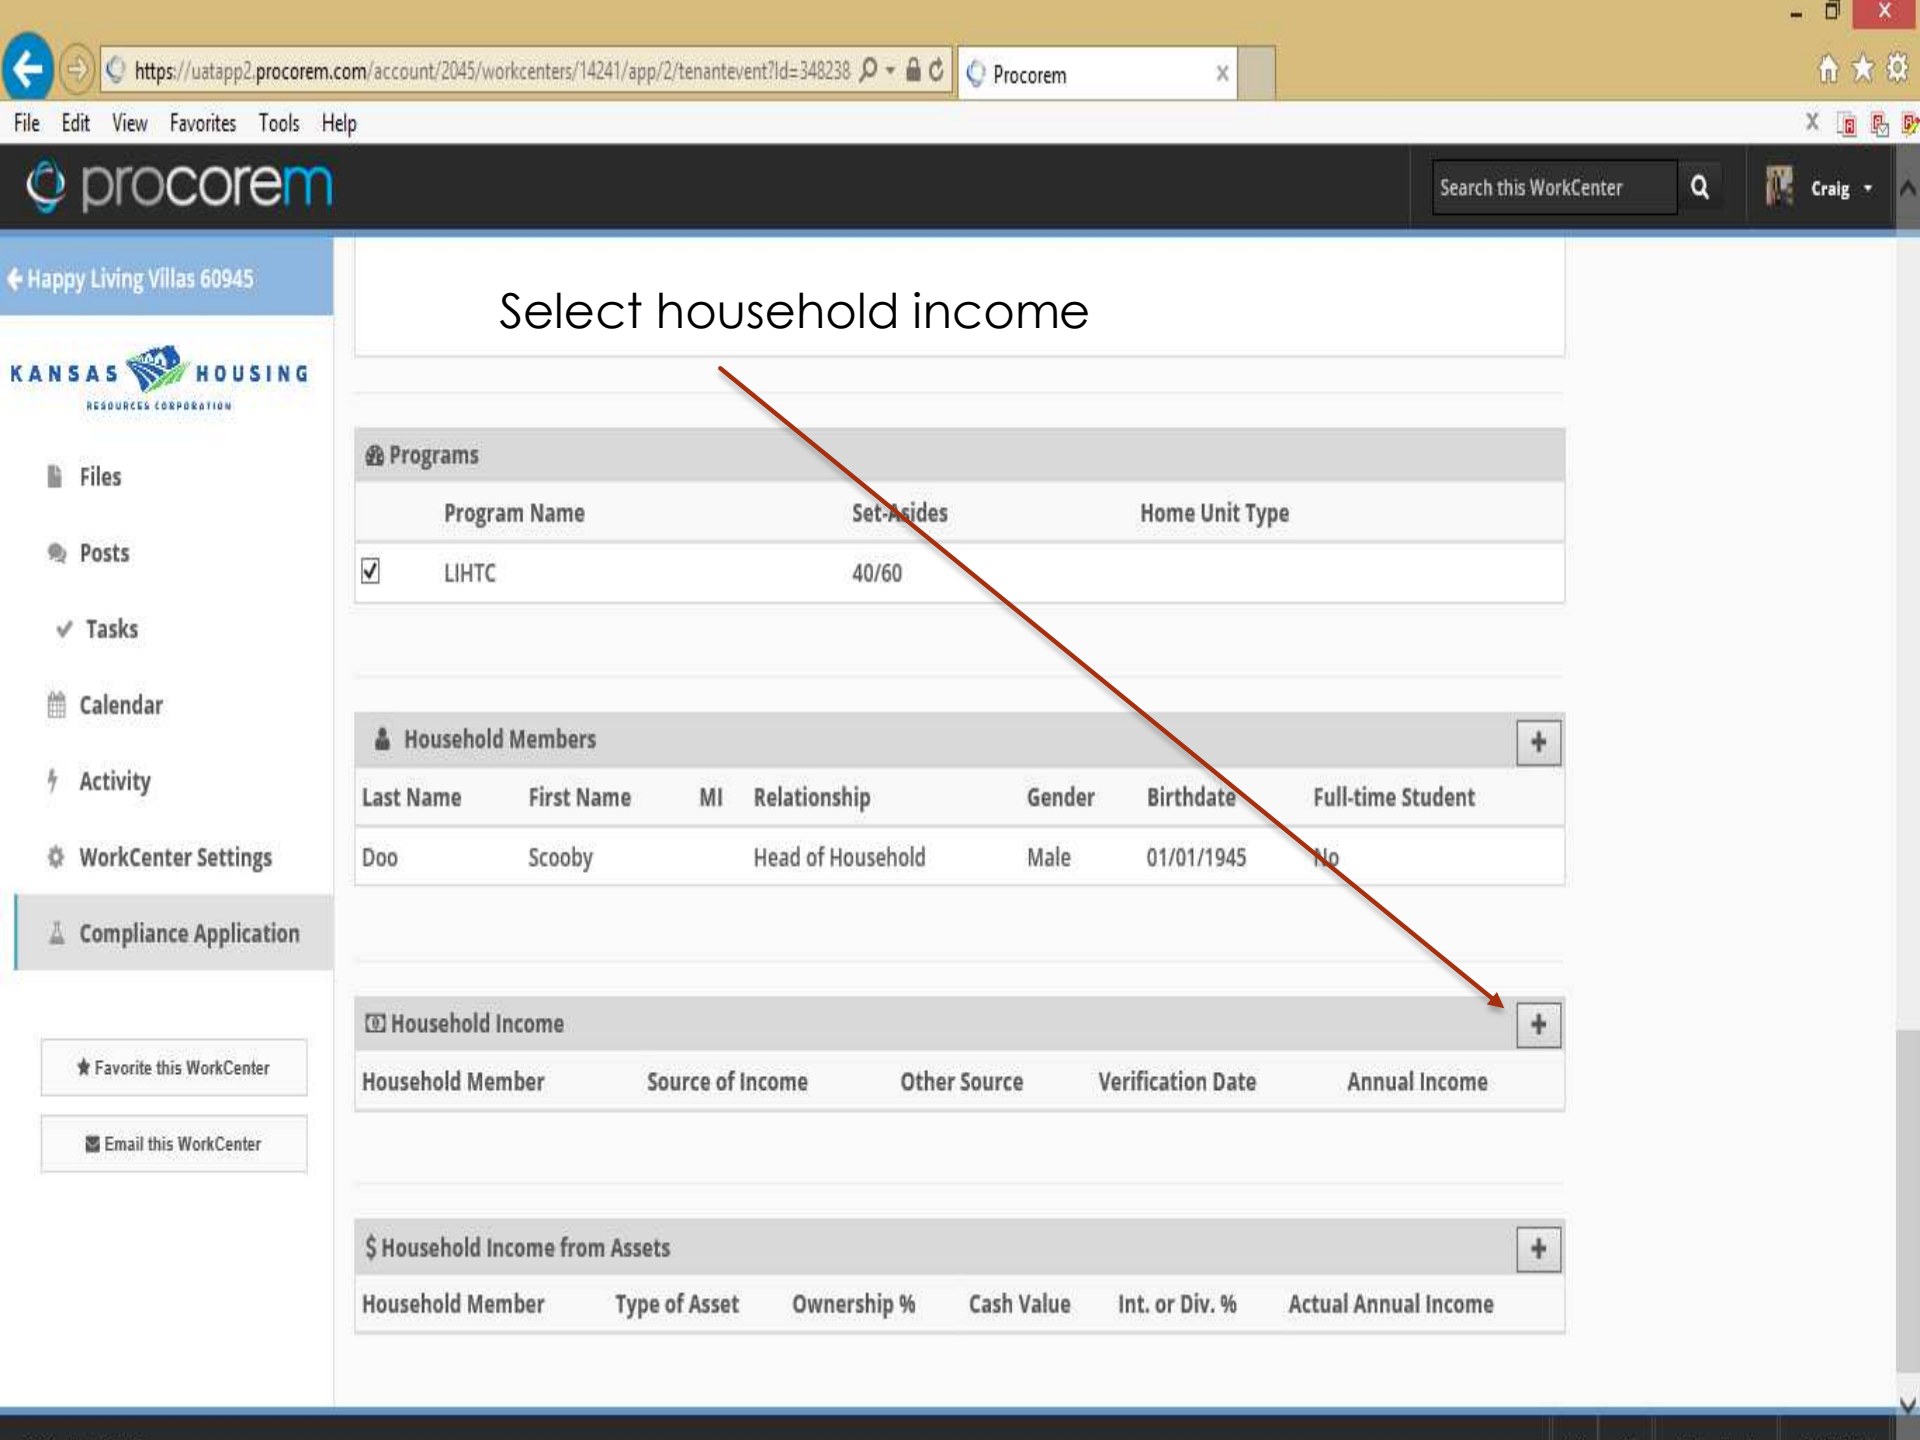 https://uatapp2.procorem.com/account/2045/workcenters/14241/app/2/tenantevent?Id=348238
Procorem
File Edit View Favorites Tools Help
procorem
Search this WorkCenter
Craig
Happy Living Villas 60945
Select household income
KANSAS HOUSING
RESOURCES CORPORATION
Files
Posts
Tasks
Calendar
Activity
WorkCenter Settings
Compliance Application
Favorite this WorkCenter
Email this WorkCenter
Programs
Program Name Set-Asides Home Unit Type
LIHTC 40/60
Household Members
Last Name First Name MI Relationship Gender Birthdate Full-time Student
Doo Scooby Head of Household Male 01/01/1945 No
Household Income
Household Member Source of Income Other Source Verification Date Annual Income
$ Household Income from Assets
Household Member Type of Asset Ownership % Cash Value Int. or Div. % Actual Annual Income